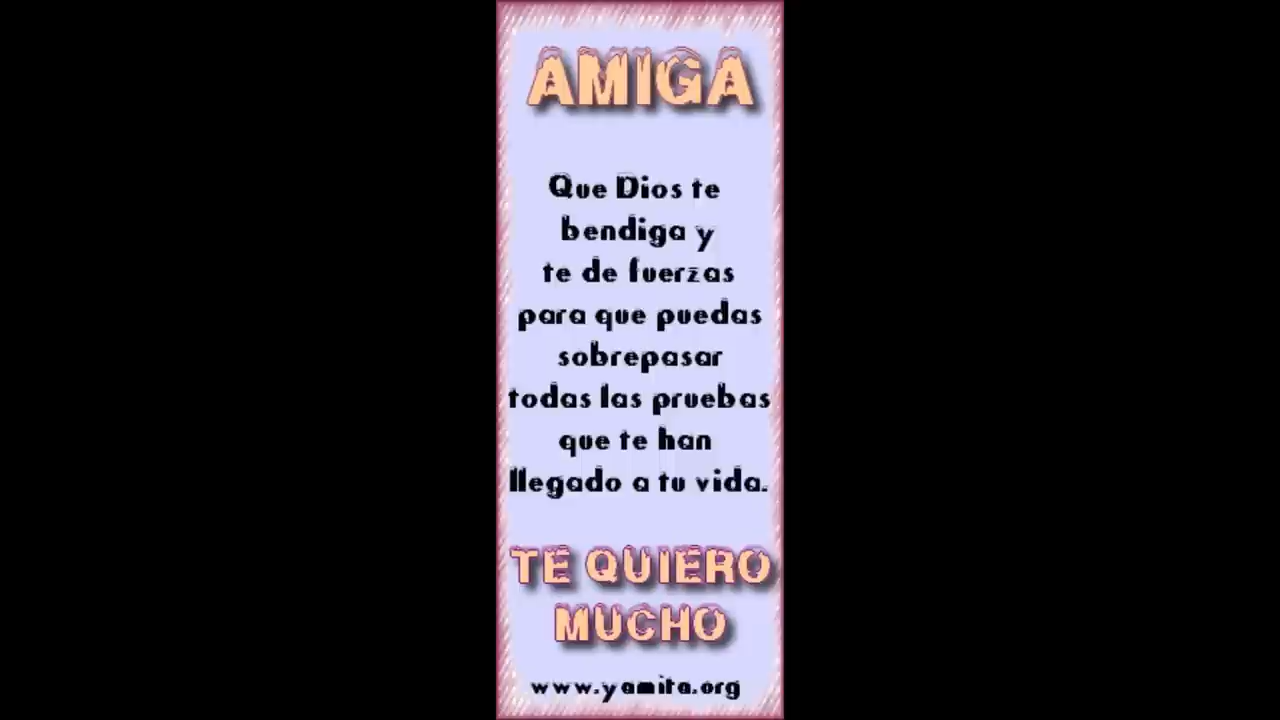 AMIGA
Que Dios te
bendiga y
te de fuerzas
para que puedas
sobrepasar
todas las pruebas
que te han
llegado a tu vida.
TE QUIERO
MUCHO
www.yamita.org